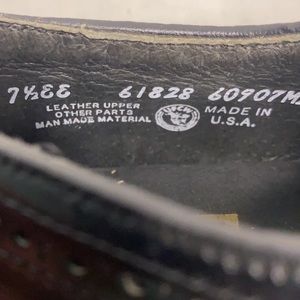 7½EE 61828 60907M
LEATHER UPPER
OTHER PARTS
MAN MADE MATERIAL
MADE IN
U.S.A.